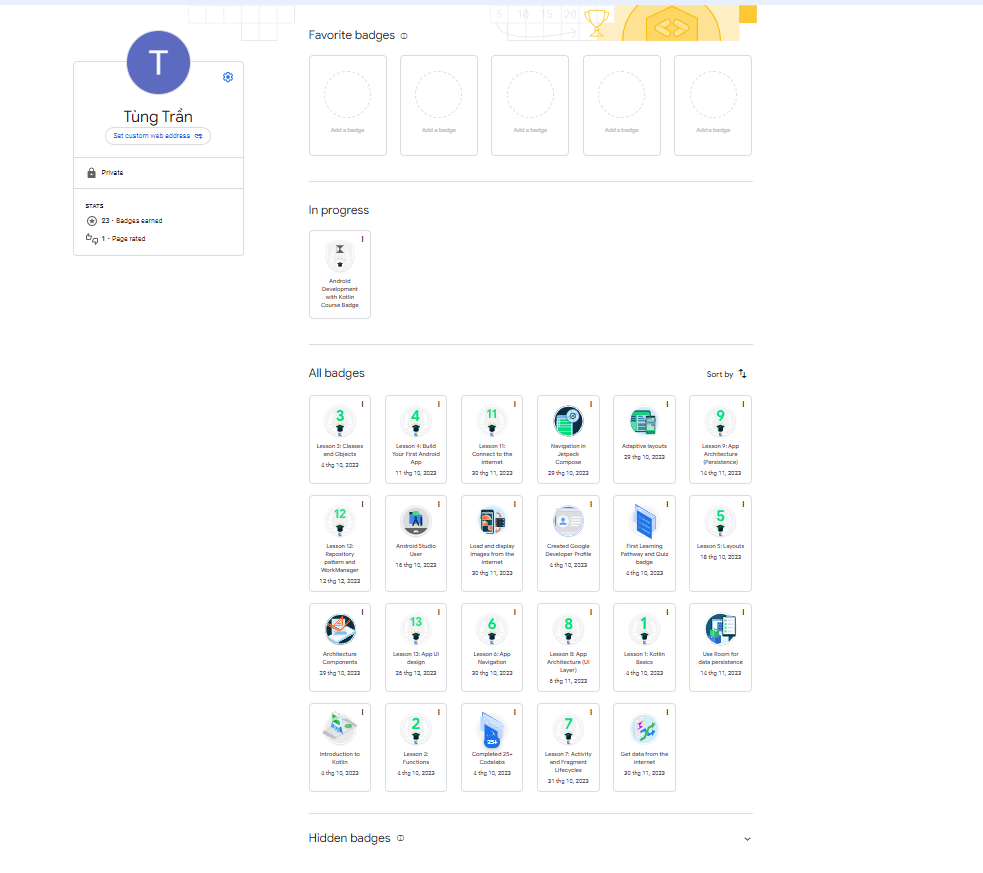 5 10 15 20
T
Tùng Trần
Set custom web address
Private
STATS
23 · Badges earned
1 · Page rated
Favorite badges
Add a badge
Add a badge
Add a badge
Add a badge
Add a badge
In progress
Android
Development
with Kotlin
Course Badge
All badges
Sort by
3
Lesson 3: Classes
and Objects
4 thg 10, 2023
4
Lesson 4: Build
Your First Android
App
11 thg 10, 2023
11
Lesson 11:
Connect to the
internet
30 thg 11, 2023
Navigation in
Jetpack
Compose
29 thg 10, 2023
Adaptive layouts
29 thg 10, 2023
9
Lesson 9: App
Architecture
(Persistence)
14 thg 11, 2023
12
Lesson 12:
Repository
pattern and
WorkManager
12 thg 12, 2023
Android Studio
User
16 thg 10, 2023
Load and display
images from the
internet
30 thg 11, 2023
Created Google
Developer Profile
4 thg 10, 2023
First Learning
Pathway and Quiz
badge
4 thg 10, 2023
5
Lesson 5: Layouts
18 thg 10, 2023
Architecture
Components
29 thg 10, 2023
13
Lesson 13: App UI
design
26 thg 12, 2023
6
Lesson 6: App
Navigation
30 thg 10, 2023
8
Lesson 8: App
Architecture (UI
Layer)
6 thg 11, 2023
1
Lesson 1: Kotlin
Basics
4 thg 10, 2023
Use Room for
data persistence
14 thg 11, 2023
Introduction to
Kotlin
4 thg 10, 2023
2
Lesson 2:
Functions
4 thg 10, 2023
25+
Completed 25+
Codelabs
4 thg 10, 2023
7
Lesson 7: Activity
and Fragment
Lifecycles
31 thg 10, 2023
Get data from the
internet
30 thg 11, 2023
Hidden badges